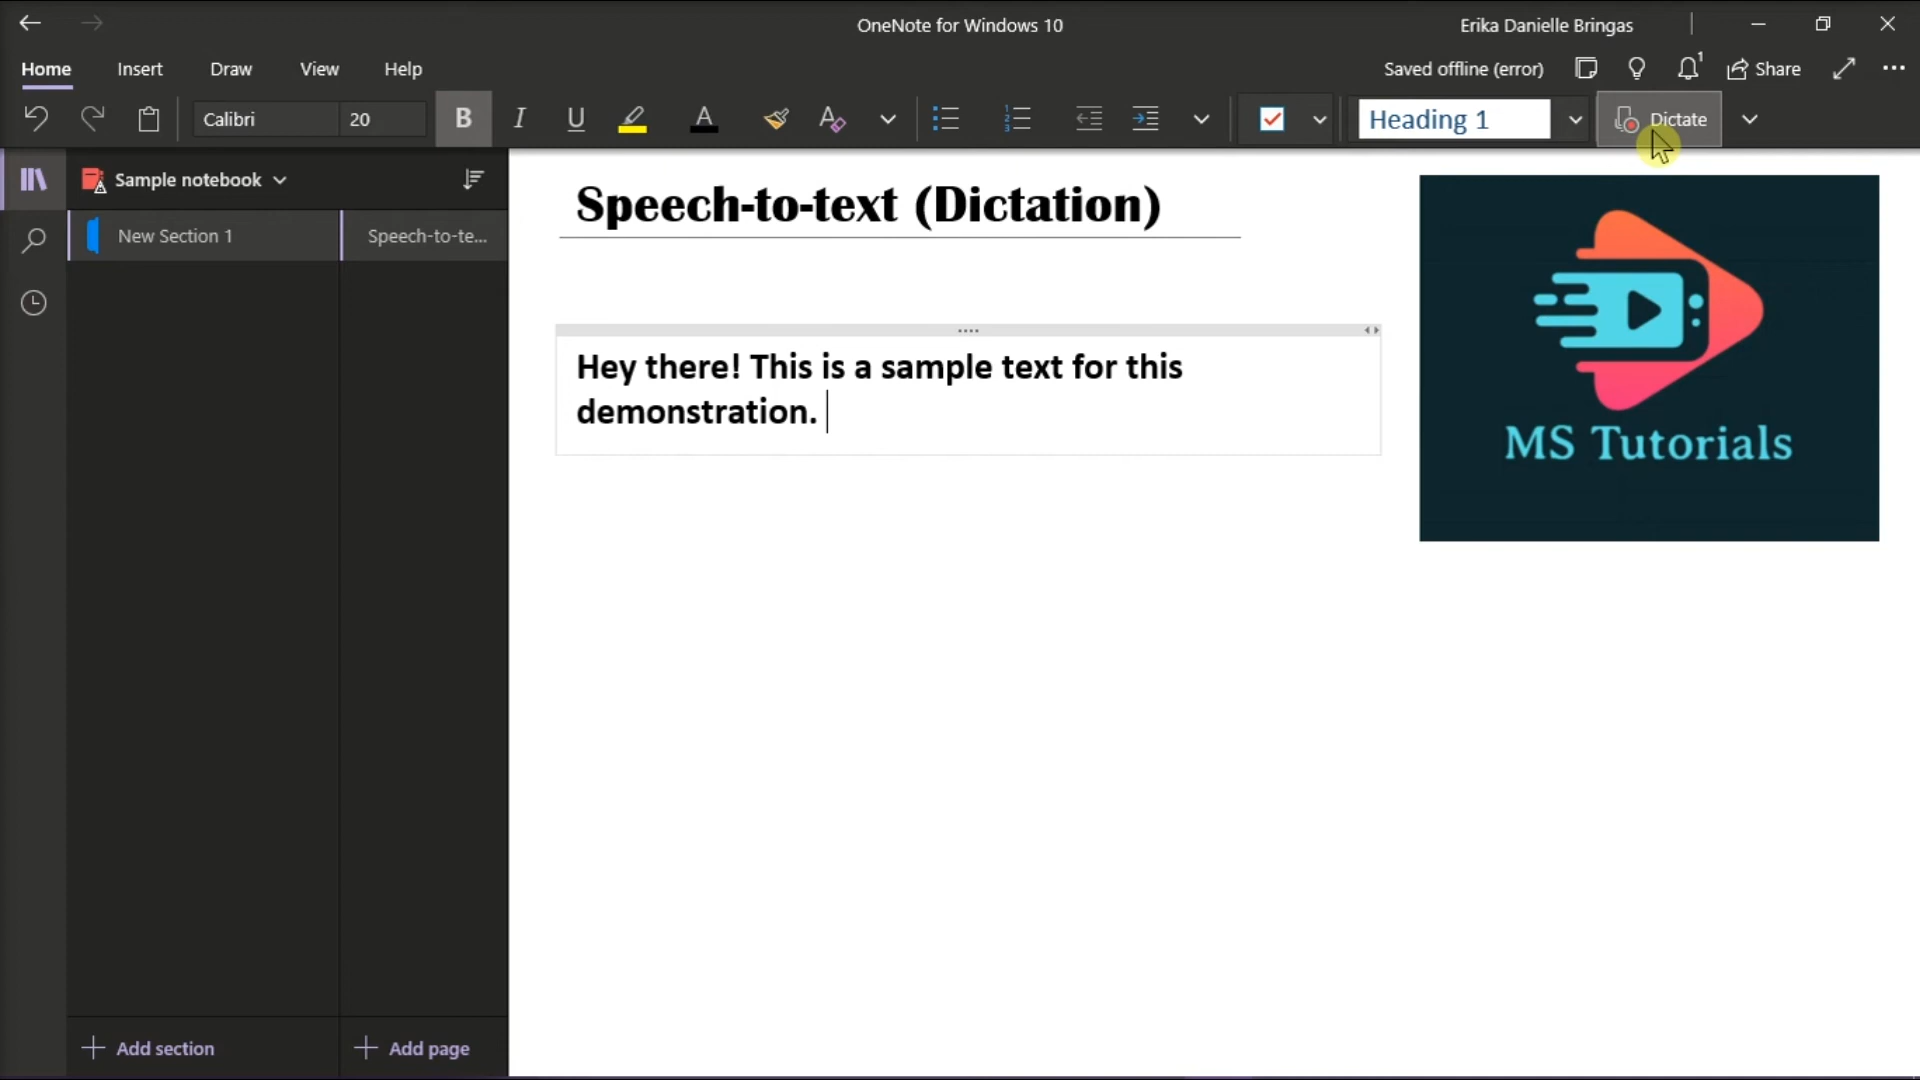 OneNote for Windows 10
Erika Danielle Bringas
Home Insert Draw View Help
Saved offline (error)
1
Share
Calibri
20
B I U A A
Heading 1
Dictate
Sample notebook
New Section 1
Speech-to-te...
Speech-to-text (Dictation)
Hey there! This is a sample text for this
demonstration.
MS Tutorials
Add section
Add page